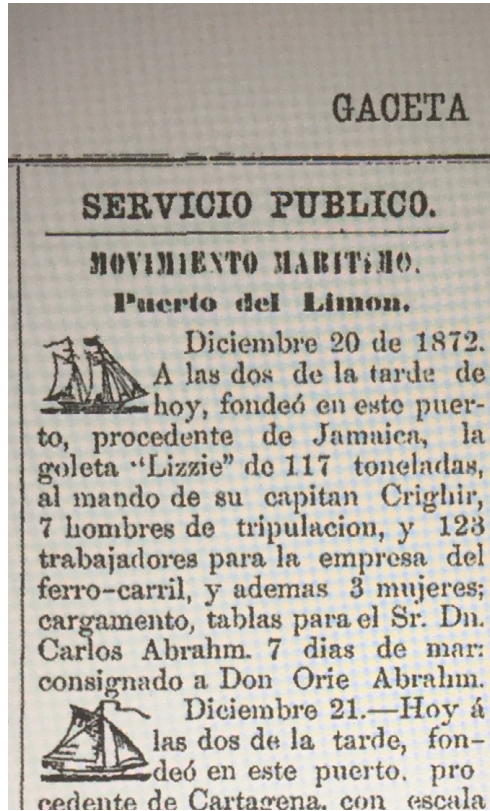 GACETA
SERVICIO PUBLICO.
MOVIMIENTO MARITIMO.
Puerto del Limon.
Diciembre 20 de 1872.
A las dos de la tarde de
hoy, fondeó en este puer-
to, procedente de Jamaica, la
goleta "Lizzie" de 117 toneladas,
al mando de su capitan Crighir,
7 hombres de tripulacion, y 123
trabajadores para la empresa del
ferro-carril, y ademas 3 mujeres;
cargamento, tablas para el Sr. Dn.
Carlos Abrahm. 7 dias de mar:
consignado a Don Orie Abrahm.
Diciembre 21.—Hoy á
las dos de la tarde, fon-
deó en este puerto, pro
cedente de Cartagena, con escala